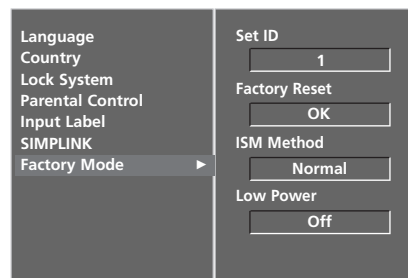 Language
Country
Lock System
Parental Control
Input Label
SIMPLINK
Factory Mode ►
Set ID
1
Factory Reset
OK
ISM Method
Normal
Low Power
Off